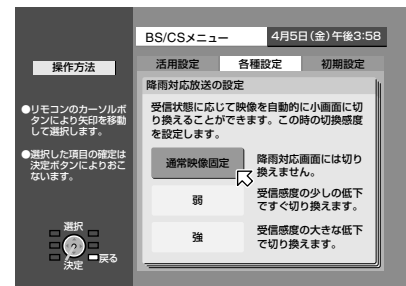 BS/CSメニュー 4月5日(金)午後3:58
操作方法
活用設定 各種設定 初期設定
降雨対応放送の設定
●リモコンのカーソルボ
タンにより矢印を移動
して選択します。
●選択した項目の確定は
決定ボタンによりおこ
ないます。
受信状態に応じて映像を自動的に小画面に切
り換えることができます。この時の切換感度
を設定します。
通常映像固定
降雨対応画面には切り
換えません。
弱
受信感度の少しの低下
ですぐ切り換えます。
強
受信感度の大きな低下
で切り換えます。
選択
?
戻る
決定